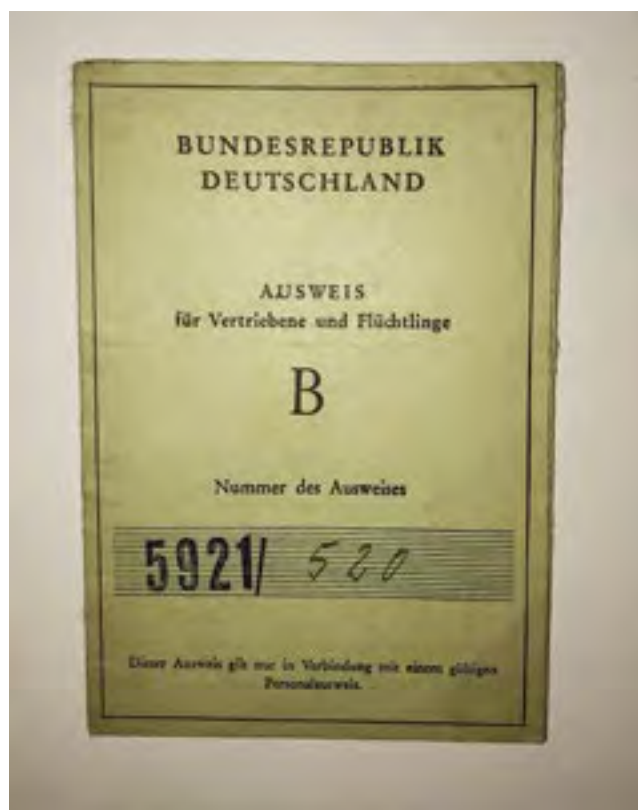 BUNDESREPUBLIK
DEUTSCHLAND
AUSWEIS
für Vertriebene und Flüchtlinge
B
Nummer des Ausweises
5921/ 520
Dieser Ausweis gilt nur in Verbindung mit einem gültigen
Personalausweis.